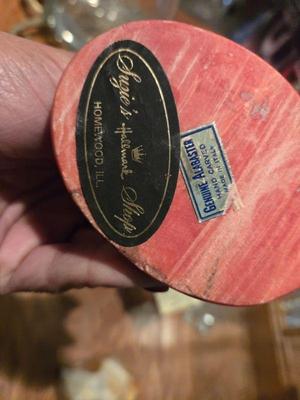 Suzie's Hallmark Shop
HOMEWOOD, ILL.
GENUINE ALABASTER
HAND CARVED
MADE IN ITALY